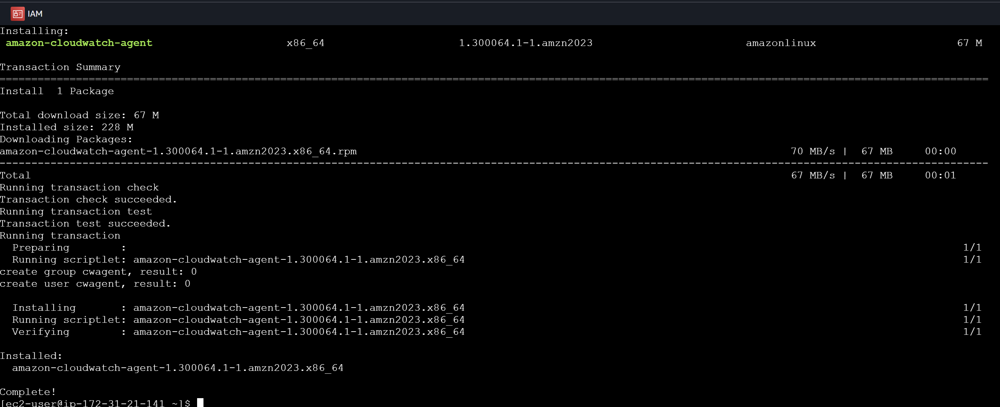 IAM
Installing:
 amazon-cloudwatch-agent x86_64 1.300064.1-1.amzn2023 amazonlinux 67 M
Transaction Summary
================================================================================
Install  1 Package
Total download size: 67 M
Installed size: 228 M
Downloading Packages:
amazon-cloudwatch-agent-1.300064.1-1.amzn2023.x86_64.rpm 70 MB/s |  67 MB     00:00
--------------------------------------------------------------------------------
Total 67 MB/s |  67 MB     00:01
Running transaction check
Transaction check succeeded.
Running transaction test
Transaction test succeeded.
Running transaction
  Preparing        : 1/1
  Running scriptlet: amazon-cloudwatch-agent-1.300064.1-1.amzn2023.x86_64 1/1
create group cwagent, result: 0
create user cwagent, result: 0
  Installing       : amazon-cloudwatch-agent-1.300064.1-1.amzn2023.x86_64 1/1
  Running scriptlet: amazon-cloudwatch-agent-1.300064.1-1.amzn2023.x86_64 1/1
  Verifying        : amazon-cloudwatch-agent-1.300064.1-1.amzn2023.x86_64 1/1
Installed:
  amazon-cloudwatch-agent-1.300064.1-1.amzn2023.x86_64
Complete!
[ec2-user@ip-172-31-21-141 ~]$